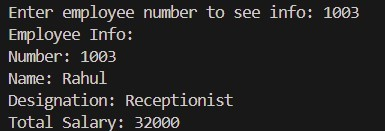 Enter employee number to see info: 1003
Employee Info:
Number: 1003
Name: Rahul
Designation: Receptionist
Total Salary: 32000